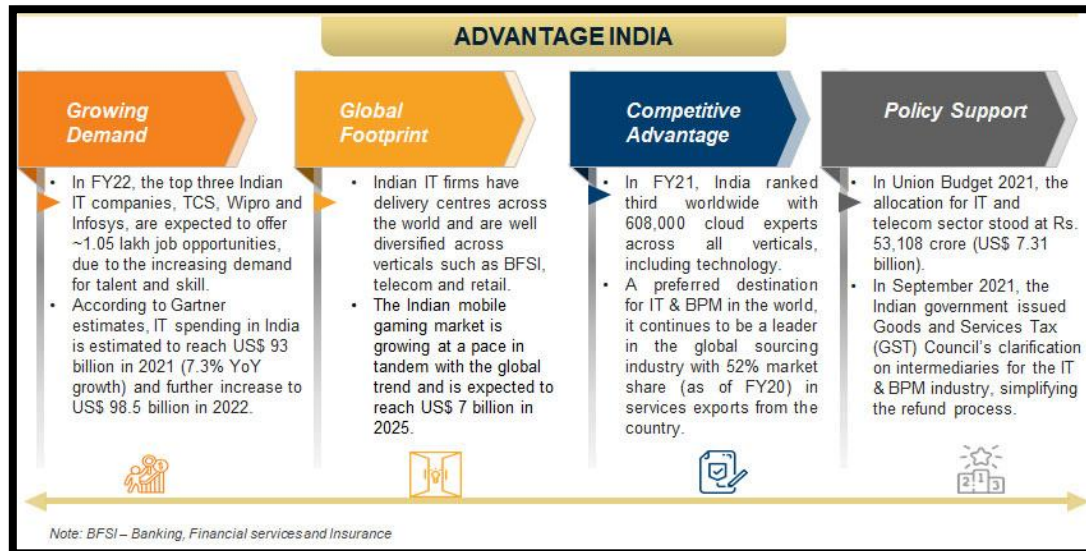 ADVANTAGE INDIA
Growing
Demand
• In FY22, the top three Indian
IT companies, TCS, Wipro and
Infosys, are expected to offer
~1.05 lakh job opportunities,
due to the increasing demand
for talent and skill.
• According to Gartner
estimates, IT spending in India
is estimated to reach US$ 93
billion in 2021 (7.3% YoY
growth) and further increase to
US$ 98.5 billion in 2022.
Global
Footprint
• Indian IT firms have
delivery centres across
the world and are well
diversified across
verticals such as BFSI,
telecom and retail.
• The Indian mobile
gaming market is
growing at a pace in
tandem with the global
trend and is expected to
reach US$ 7 billion in
2025.
Competitive
Advantage
• In FY21, India ranked
third worldwide with
608,000 cloud experts
across all verticals,
including technology.
• A preferred destination
for IT & BPM in the world,
it continues to be a leader
in the global sourcing
industry with 52% market
share (as of FY20) in
services exports from the
country.
Policy Support
• In Union Budget 2021, the
allocation for IT and
telecom sector stood at Rs.
53,108 crore (US$ 7.31
billion).
• In September 2021, the
Indian government issued
Goods and Services Tax
(GST) Council's clarification
on intermediaries for the IT
& BPM industry, simplifying
the refund process.
2 1 3
Note: BFSI – Banking, Financial services and Insurance